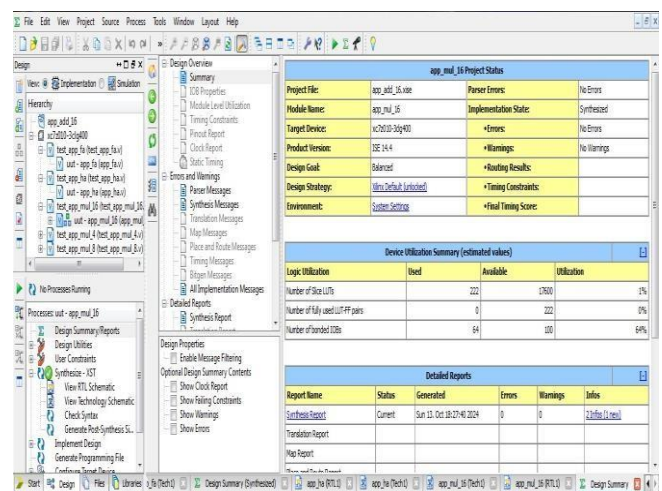 File Edit View Project Source Process Tools Window Layout Help
Design
View: Implementation Simulation
Hierarchy
app_add_16
xc7z010-3clg400
test_app_fa (test_app_fa.v)
uut - app_fa (app_fa.v)
test_app_ha (test_app_ha.v)
uut - app_ha (app_ha.v)
test_app_mul_16 (test_app_mul_16.
uut - app_mul_16 (app_mul
test_app_mul_4 (test_app_mul_4.v)
test_app_mul_8 (test_app_mul_8.v)
No Processes Running
Processes: uut - app_mul_16
Design Summary/Reports
Design Utilities
User Constraints
Synthesize - XST
View RTL Schematic
View Technology Schematic
Check Syntax
Generate Post-Synthesis Si...
Implement Design
Generate Programming File
Configure Target Device
Design Overview
Summary
IOB Properties
Module Level Utilization
Timing Constraints
Pinout Report
Clock Report
Static Timing
Errors and Warnings
Parser Messages
Synthesis Messages
Translation Messages
Map Messages
Place and Route Messages
Timing Messages
Bitgen Messages
All Implementation Messages
Detailed Reports
Synthesis Report
Translation Report
Design Properties
Enable Message Filtering
Optional Design Summary Contents
Show Clock Report
Show Failing Constraints
Show Warnings
Show Errors
app_mul_16 Project Status
Project File: app_add_16.xise Parser Errors: No Errors
Module Name: app_mul_16 Implementation State: Synthesized
Target Device: xc7z010-3clg400 •Errors: No Errors
Product Version: ISE 14.4 •Warnings: No Warnings
Design Goal: Balanced •Routing Results:
Design Strategy: Xilinx Default (unlocked) •Timing Constraints:
Environment: System Settings •Final Timing Score:
Device Utilization Summary (estimated values) [-]
Logic Utilization Used Available Utilization
Number of Slice LUTs 222 17600 1%
Number of fully used LUT-FF pairs 0 222 0%
Number of bonded IOBs 64 100 64%
Detailed Reports [-]
Report Name Status Generated Errors Warnings Infos
Synthesis Report Current Sun 13. Oct 18:27:40 2024 0 0 2 Infos (1 new)
Translation Report
Map Report
Place and Route Report
Start Design Files Libraries
_fa (Tech1) Design Summary (Synthesized) app_ha (RTL1) app_ha (Tech1) app_mul_16 (Tech1) app_mul_16 (RTL1) Design Summary